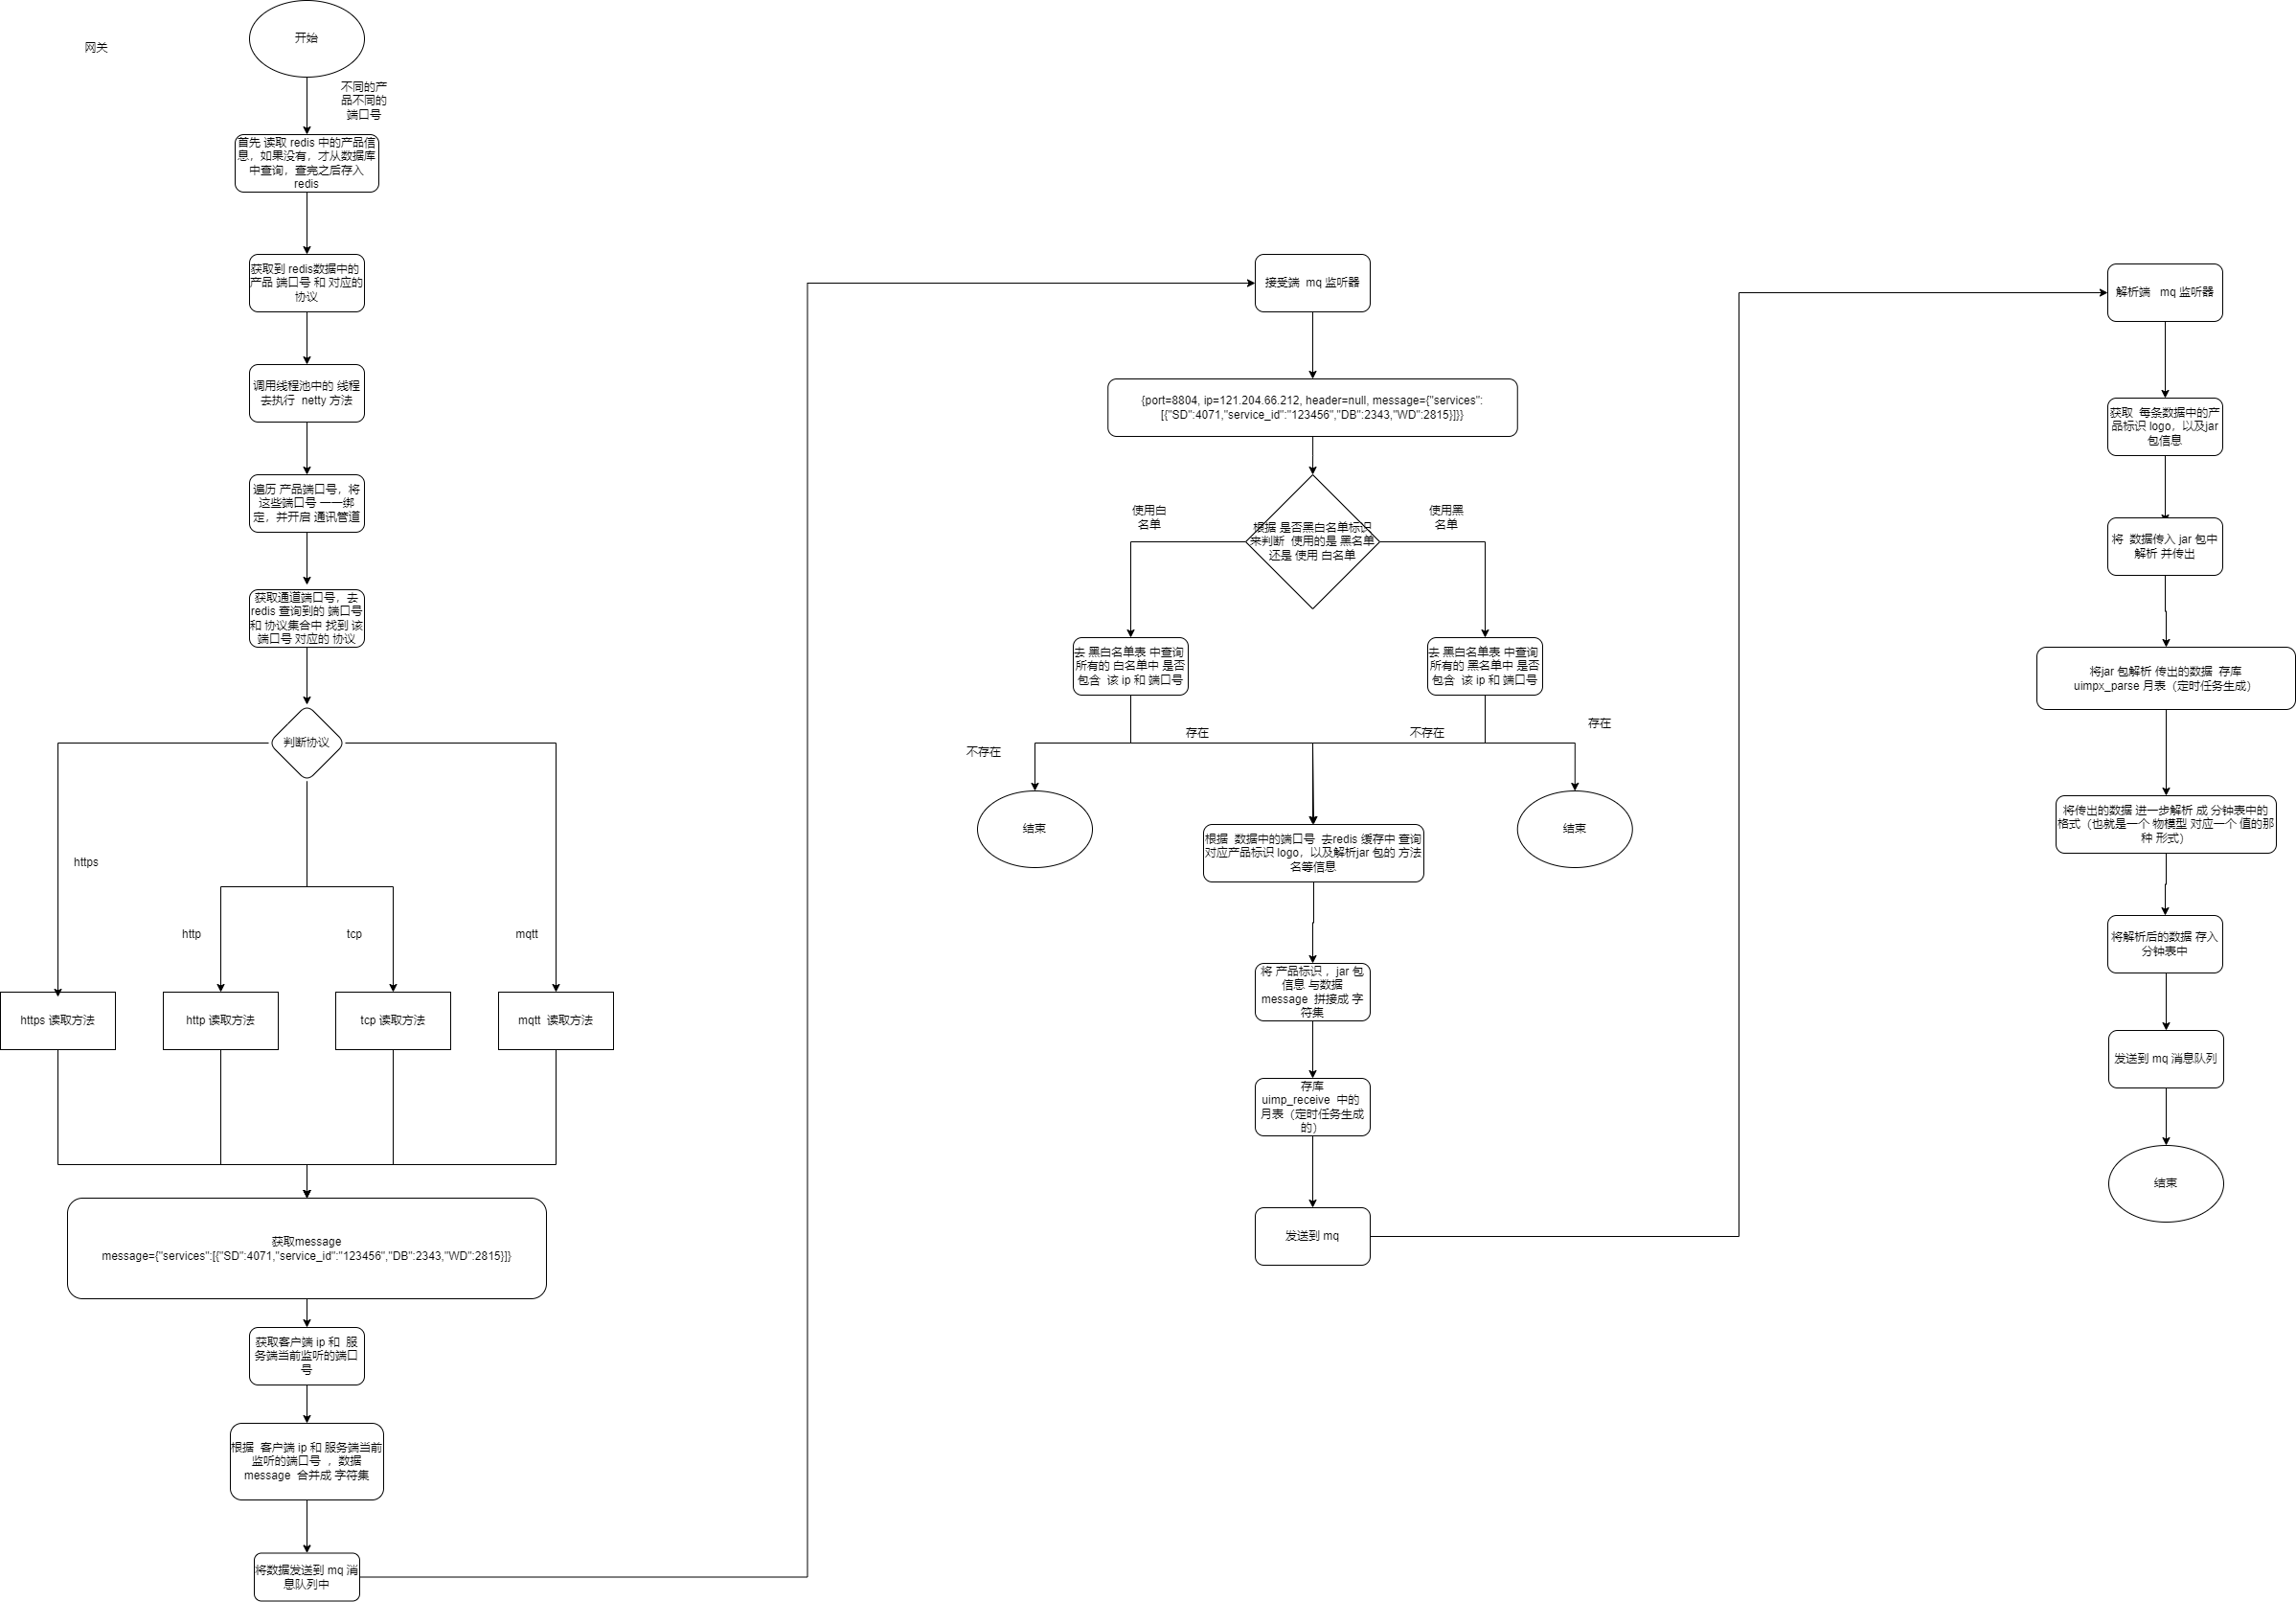 网关
开始
不同的产
品不同的
端口号
首先 读取 redis 中的产品信
息，如果没有，才从数据库
中查询，查完之后存入
redis
获取到 redis数据中的
产品 端口号 和 对应的
协议
调用线程池中的 线程
去执行 netty 方法
遍历 产品端口号，将
这些端口号 一一绑
定，并开启 通讯管道
获取通道端口号，去
redis 查询到的 端口号
和 协议集合中 找到 该
端口号 对应的 协议
判断协议
https
http
tcp
mqtt
https 读取方法
http 读取方法
tcp 读取方法
mqtt 读取方法
获取message
message={"services":[{"SD":4071,"service_id":"123456","DB":2343,"WD":2815}]}
获取客户端 ip 和 服
务端当前监听的端口
号
根据 客户端 ip 和 服务端当前
监听的端口号 ，数据
message 合并成 字符集
将数据发送到 mq 消
息队列中
接受端 mq 监听器
{port=8804, ip=121.204.66.212, header=null, message={"services":
[{"SD":4071,"service_id":"123456","DB":2343,"WD":2815}]}}
使用白
名单
根据 是否黑白名单标识
来判断 使用的是 黑名单
还是 使用 白名单
使用黑
名单
去 黑白名单表 中查询
所有的 白名单中 是否
包含 该 ip 和 端口号
去 黑白名单表 中查询
所有的 黑名单中 是否
包含 该 ip 和 端口号
不存在
存在
不存在
存在
结束
结束
根据 数据中的端口号 去redis 缓存中 查询
对应产品标识 logo，以及解析jar 包的 方法
名等信息
将 产品标识 ，jar 包
信息 与数据
message 拼接成 字
符集
存库
uimp_receive 中的
月表（定时任务生成
的）
发送到 mq
解析端 mq 监听器
获取 每条数据中的产
品标识 logo，以及jar
包信息
将 数据传入 jar 包中
解析 并传出
将jar 包解析 传出的数据 存库
uimpx_parse 月表（定时任务生成）
将传出的数据 进一步解析 成 分钟表中的
格式（也就是一个 物模型 对应一个 值的那
种 形式）
将解析后的数据 存入
分钟表中
发送到 mq 消息队列
结束